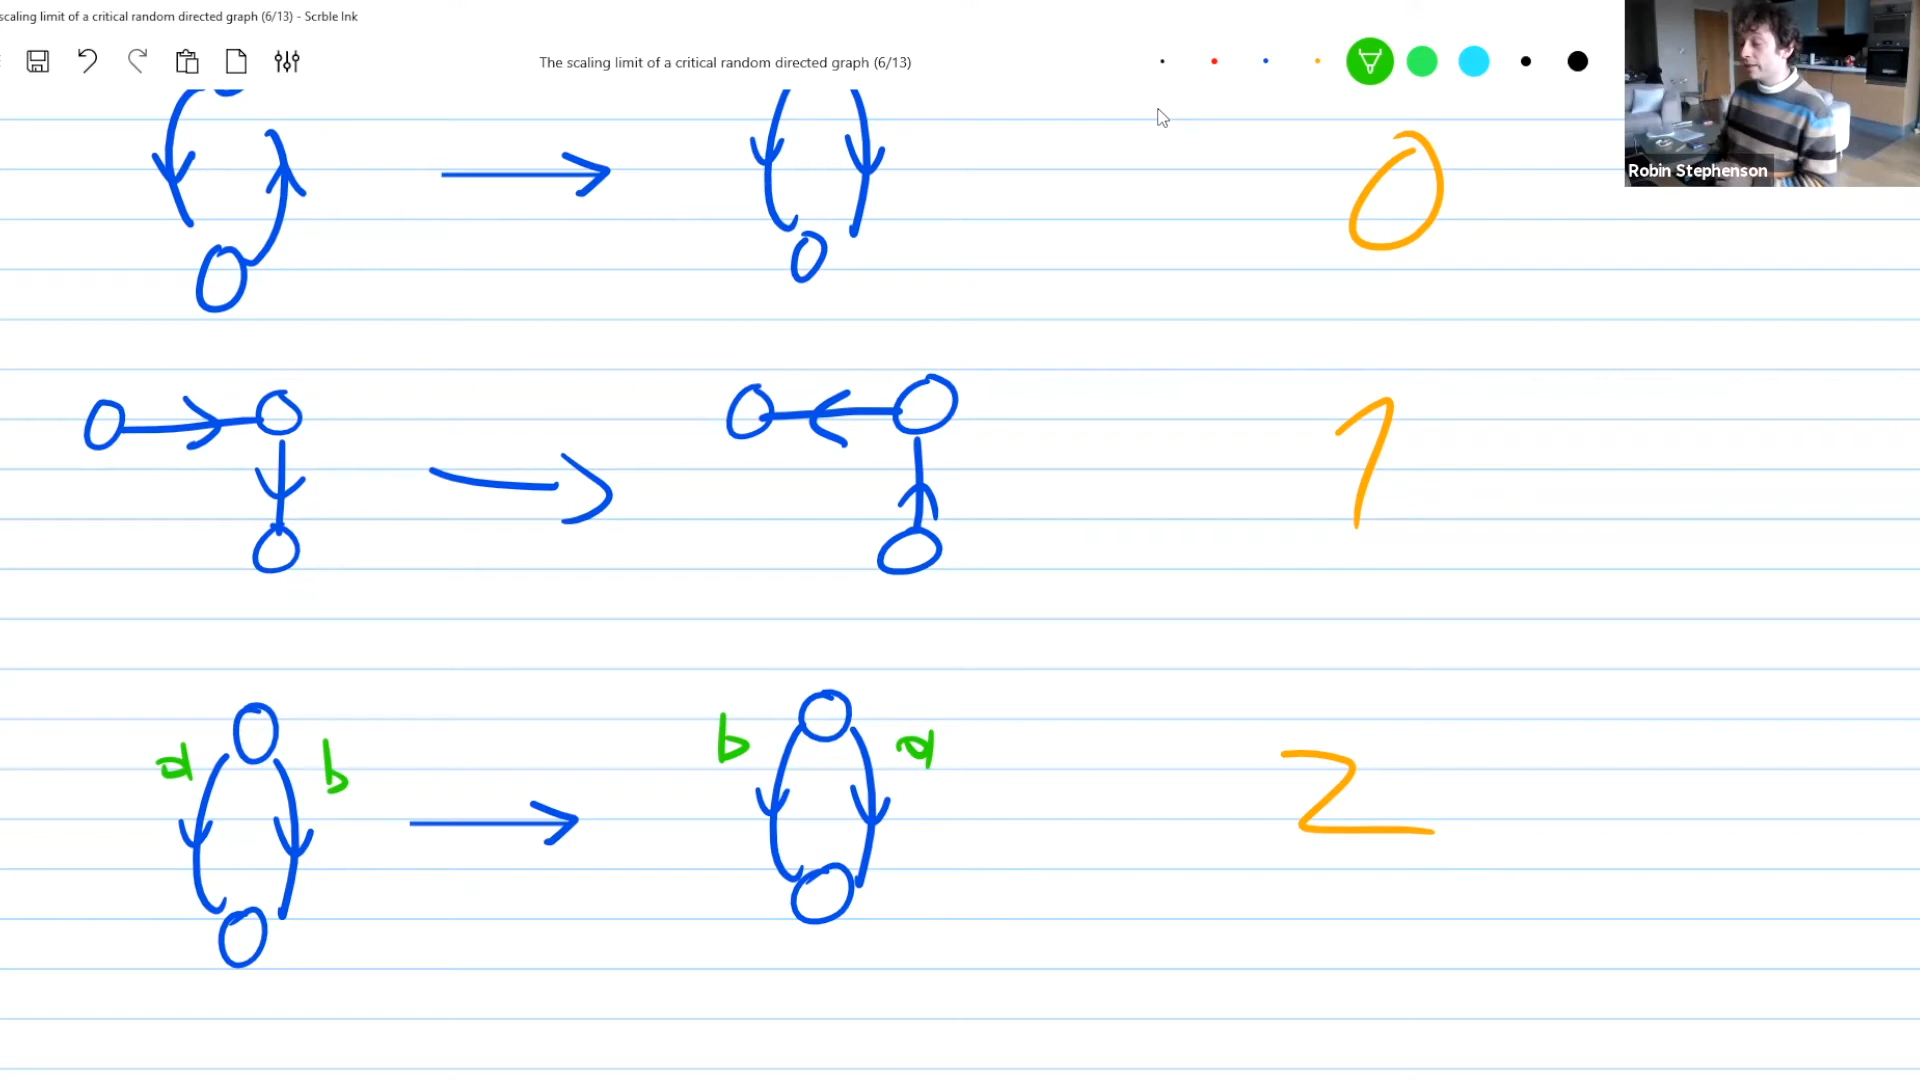 scaling limit of a critical random directed graph (6/13) - Scrble Ink
The scaling limit of a critical random directed graph (6/13)
Robin Stephenson
0
1
a b b a
2